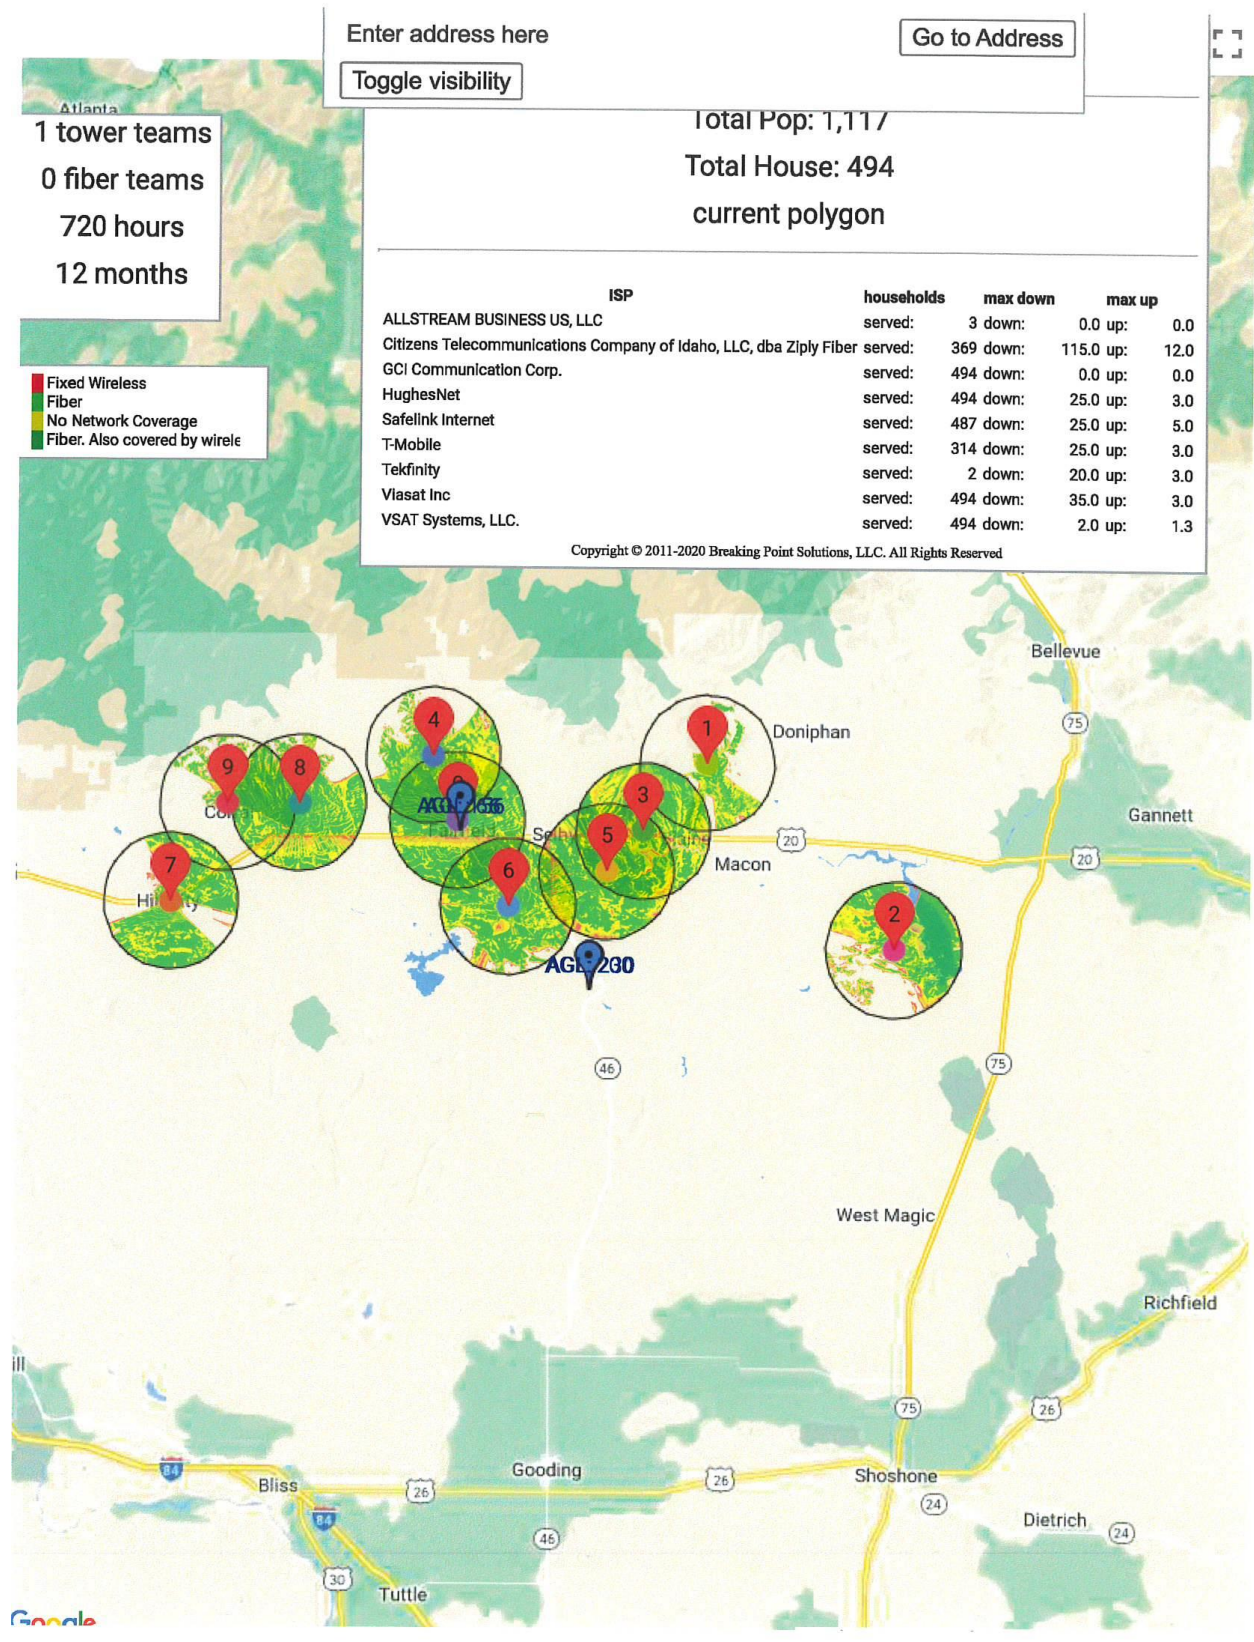 Enter address here
Go to Address
Toggle visibility
Atlanta
1 tower teams
0 fiber teams
720 hours
12 months
Total Pop: 1,117
Total House: 494
current polygon
ISP households max down max up
ALLSTREAM BUSINESS US, LLC served: 3 down: 0.0 up: 0.0
Citizens Telecommunications Company of Idaho, LLC, dba Ziply Fiber served: 369 down: 115.0 up: 12.0
GCI Communication Corp. served: 494 down: 0.0 up: 0.0
HughesNet served: 494 down: 25.0 up: 3.0
Safelink Internet served: 487 down: 25.0 up: 5.0
T-Mobile served: 314 down: 25.0 up: 3.0
Tekfinity served: 2 down: 20.0 up: 3.0
Viasat Inc served: 494 down: 35.0 up: 3.0
VSAT Systems, LLC. served: 494 down: 2.0 up: 1.3
Copyright © 2011-2020 Breaking Point Solutions, LLC. All Rights Reserved
Fixed Wireless
Fiber
No Network Coverage
Fiber. Also covered by wirele
Bellevue
75
4
1
Doniphan
9
8
3
Fairfield
5
20
Gannett
20
Macon
7
6
2
75
46
West Magic
Richfield
ill
75
26
84
Bliss
26
Gooding
26
Shoshone
24
84
46
Dietrich
24
30
Tuttle
Google